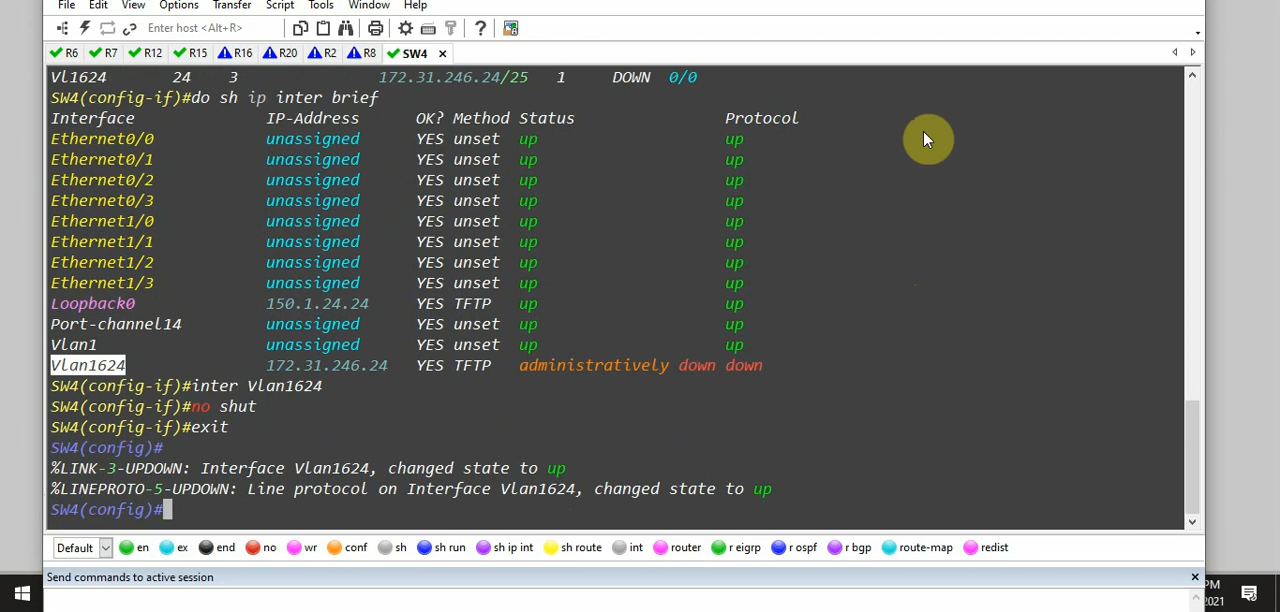 File Edit View Options Transfer Script Tools Window Help
Enter host <Alt+R>
R6 R7 R12 R15 R16 R20 R2 R8 SW4
Vl1624 24 3 172.31.246.24/25 1 DOWN 0/0
SW4(config-if)#do sh ip inter brief
Interface IP-Address OK? Method Status Protocol
Ethernet0/0 unassigned YES unset up up
Ethernet0/1 unassigned YES unset up up
Ethernet0/2 unassigned YES unset up up
Ethernet0/3 unassigned YES unset up up
Ethernet1/0 unassigned YES unset up up
Ethernet1/1 unassigned YES unset up up
Ethernet1/2 unassigned YES unset up up
Ethernet1/3 unassigned YES unset up up
Loopback0 150.1.24.24 YES TFTP up up
Port-channel14 unassigned YES unset up up
Vlan1 unassigned YES unset up up
Vlan1624 172.31.246.24 YES TFTP administratively down down
SW4(config-if)#inter Vlan1624
SW4(config-if)#no shut
SW4(config-if)#exit
SW4(config)#
%LINK-3-UPDOWN: Interface Vlan1624, changed state to up
%LINEPROTO-5-UPDOWN: Line protocol on Interface Vlan1624, changed state to up
SW4(config)#
Default en ex end no wr conf sh sh run sh ip int sh route int router r eigrp r ospf r bgp route-map redist
Send commands to active session
PM
2021